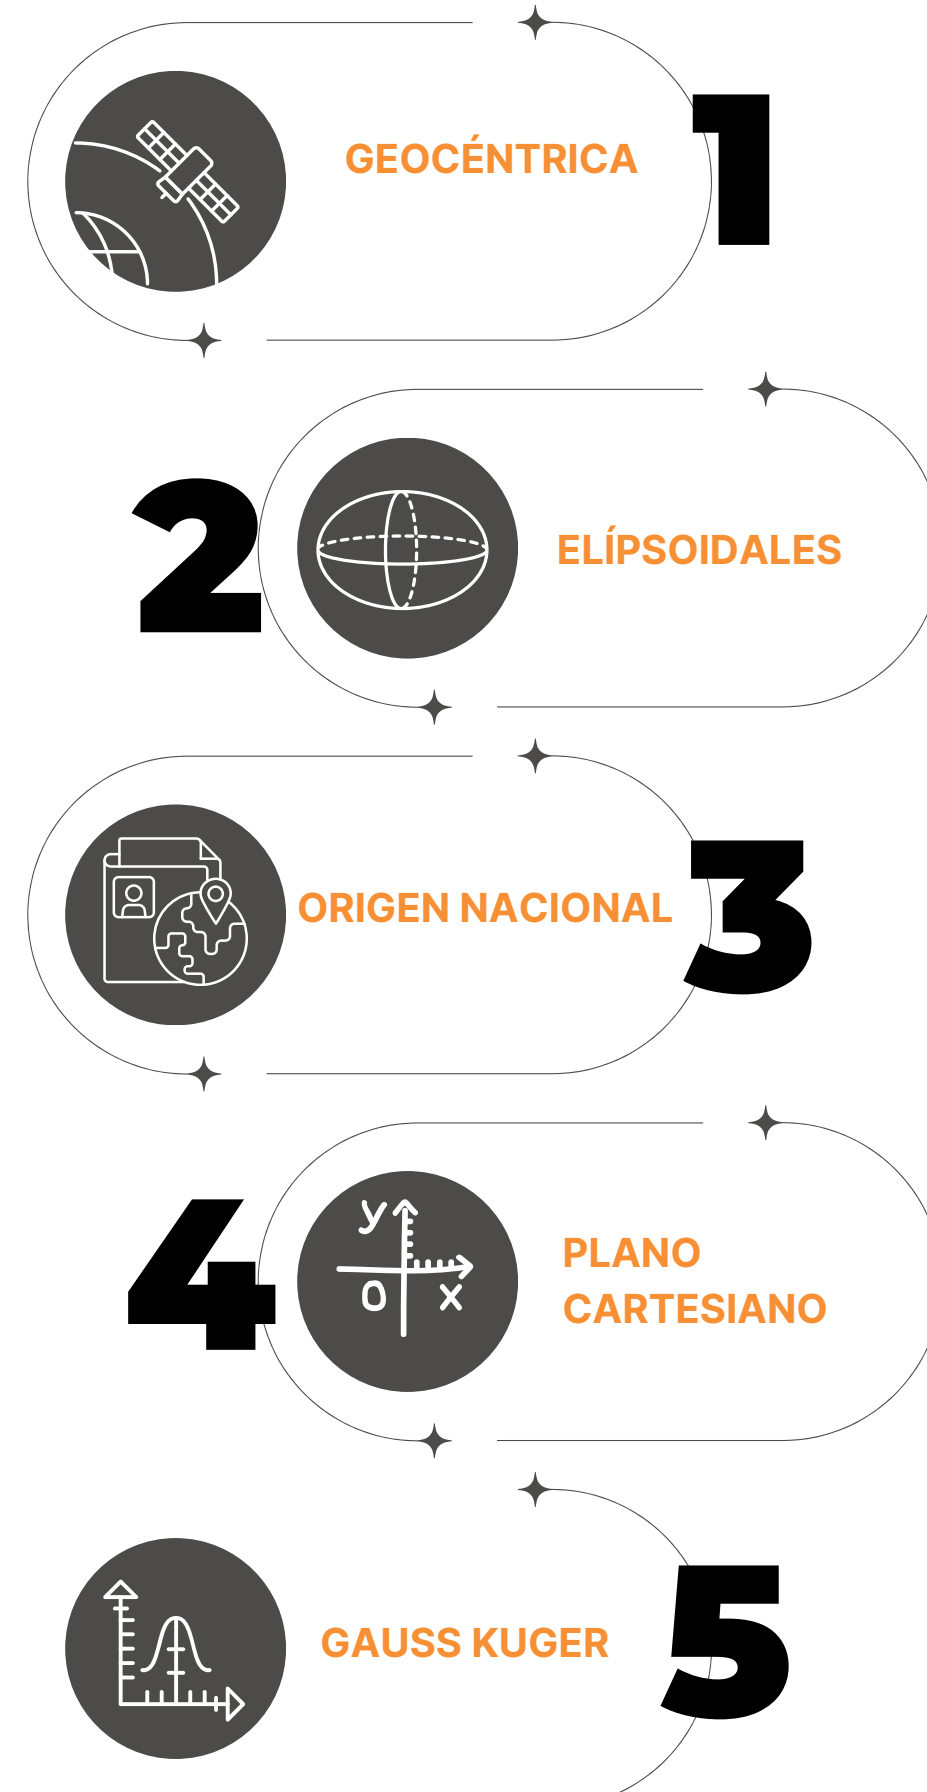 GEOCÉNTRICA
1
2
ELÍPSOIDALES
ORIGEN NACIONAL
3
4
y
0 x
PLANO
CARTESIANO
GAUSS KUGER
5